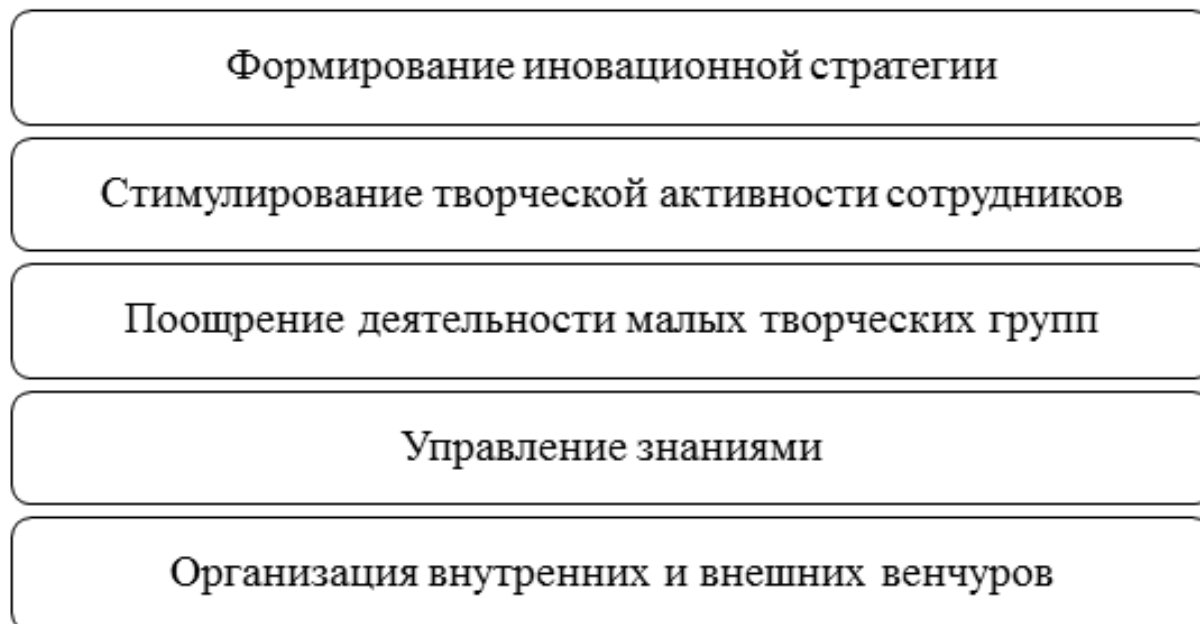 Формирование иновационной стратегии
Стимулирование творческой активности сотрудников
Поощрение деятельности малых творческих групп
Управление знаниями
Организация внутренних и внешних венчуров